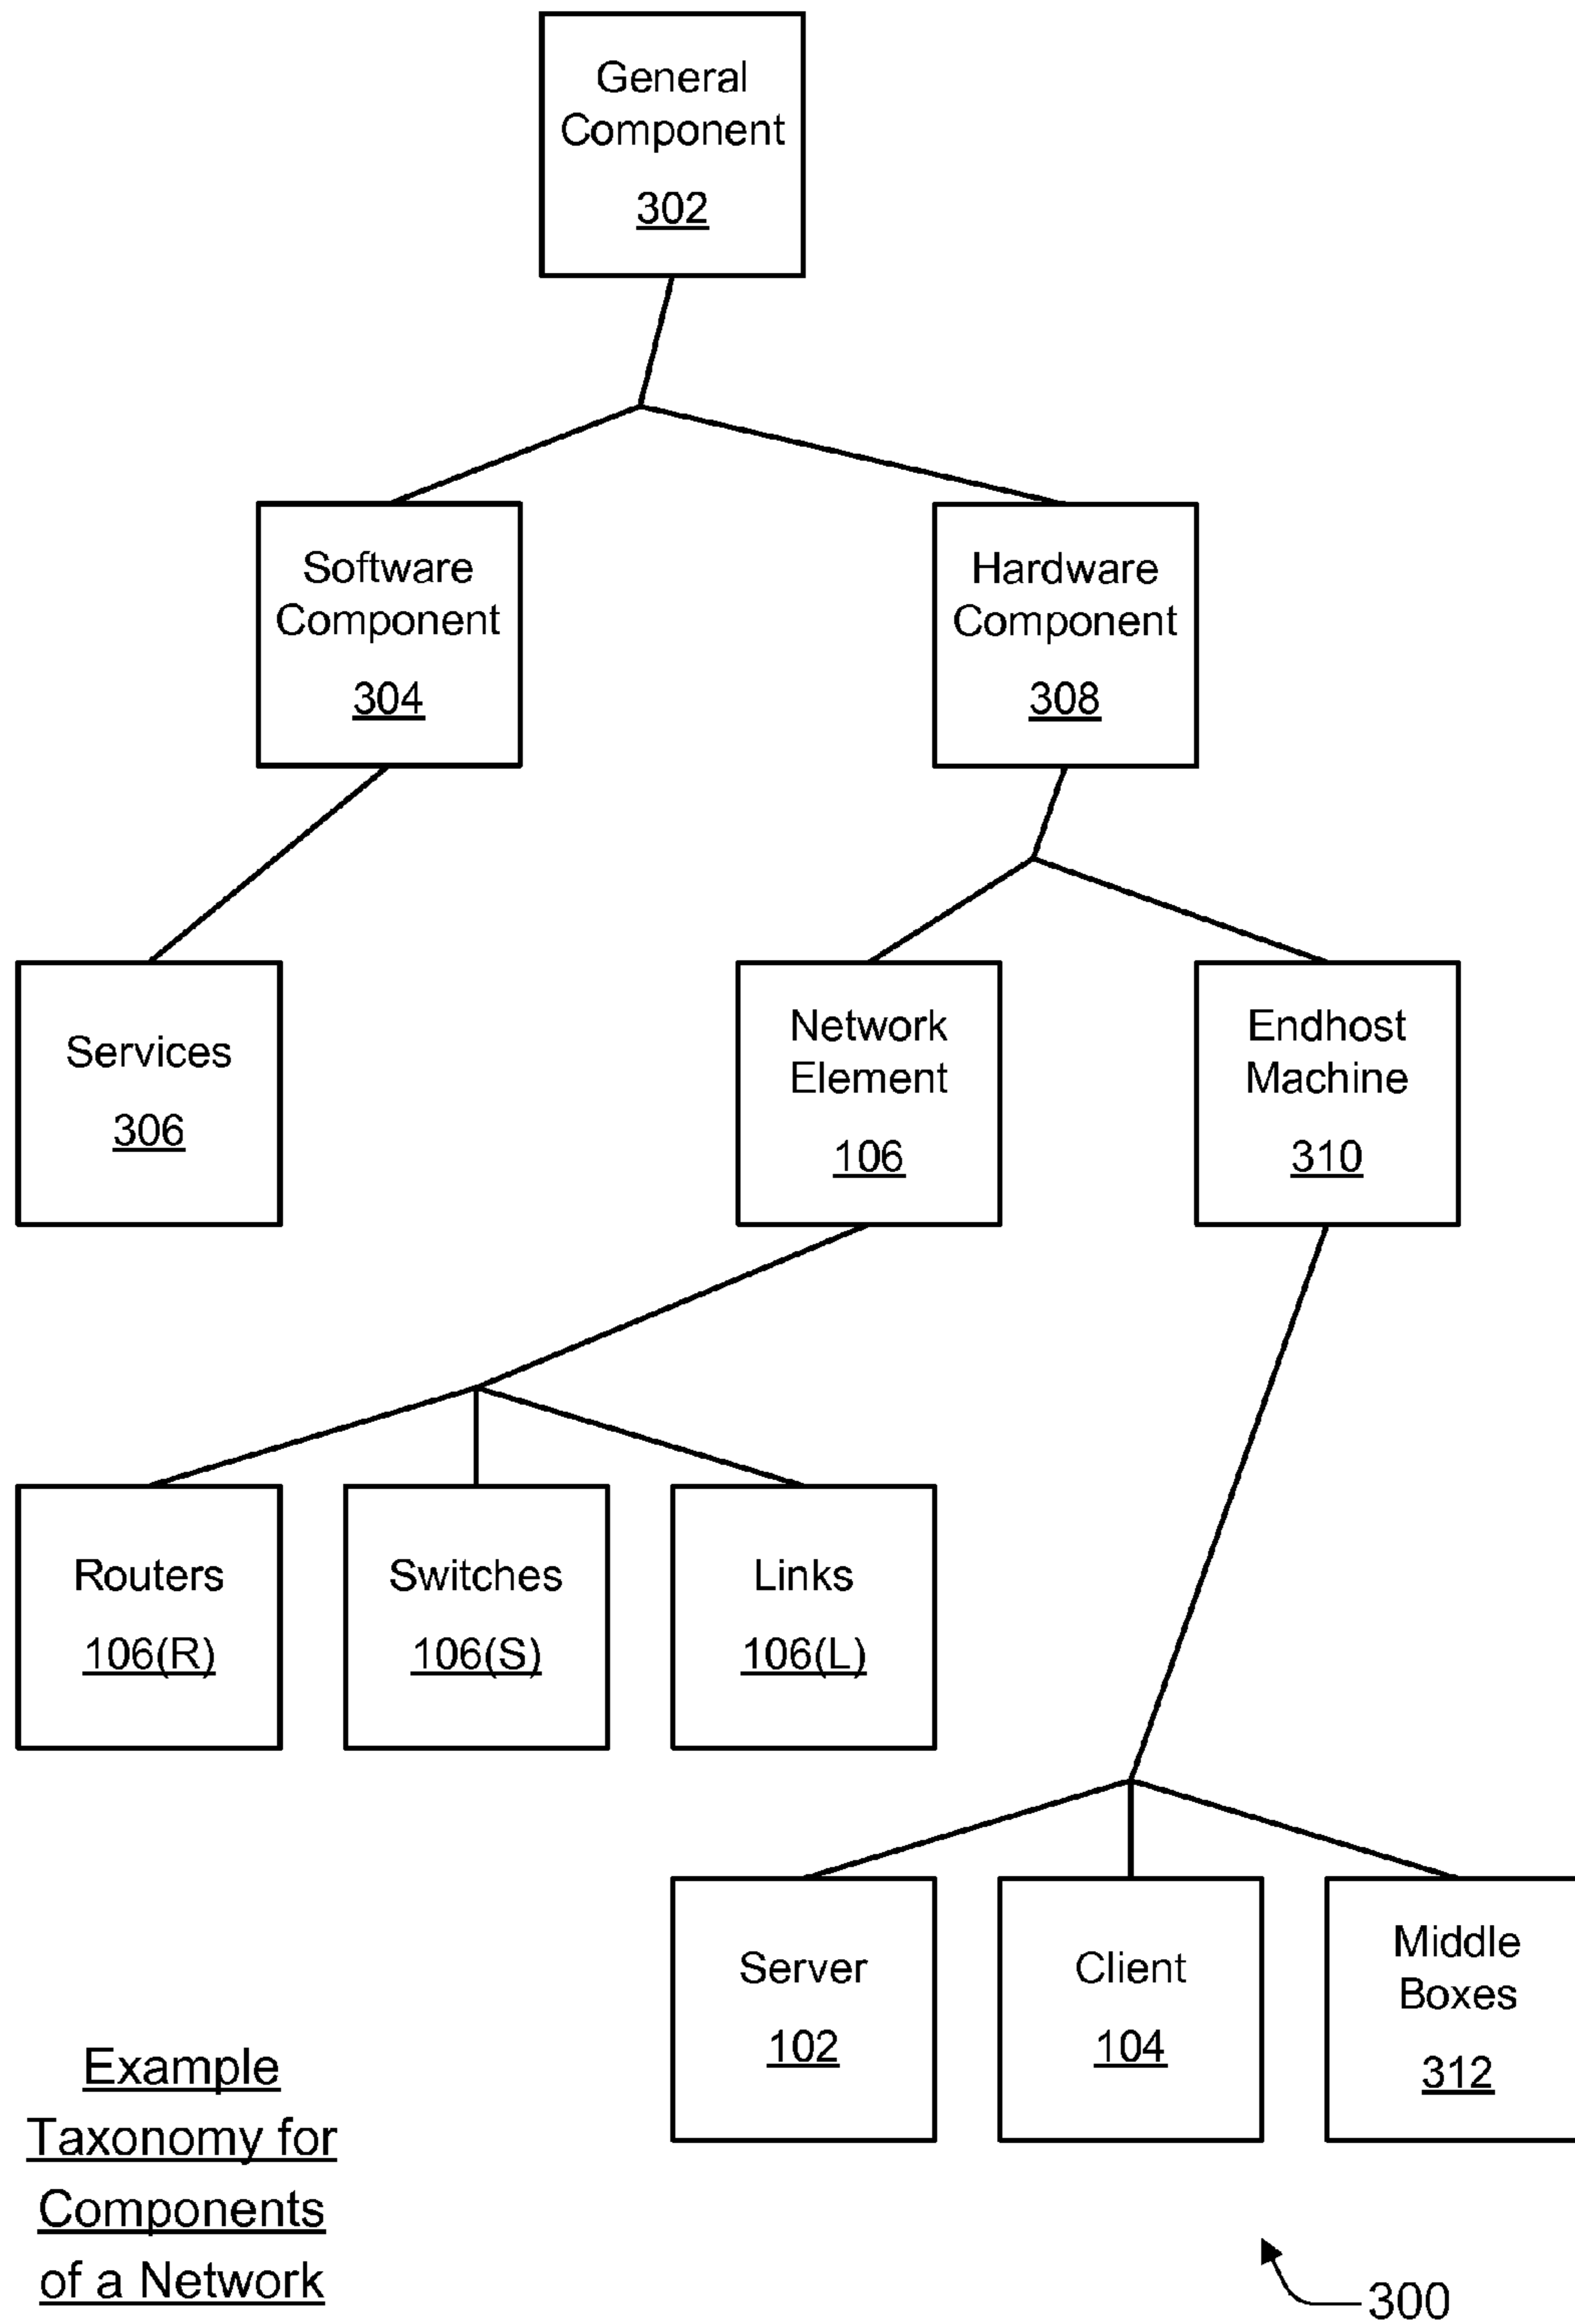 General
Component
302
Software
Component
304
Hardware
Component
308
Services
306
Network
Element
106
Endhost
Machine
310
Routers
106(R)
Switches
106(S)
Links
106(L)
Server
102
Client
104
Middle
Boxes
312
Example
Taxonomy for
Components
of a Network
300